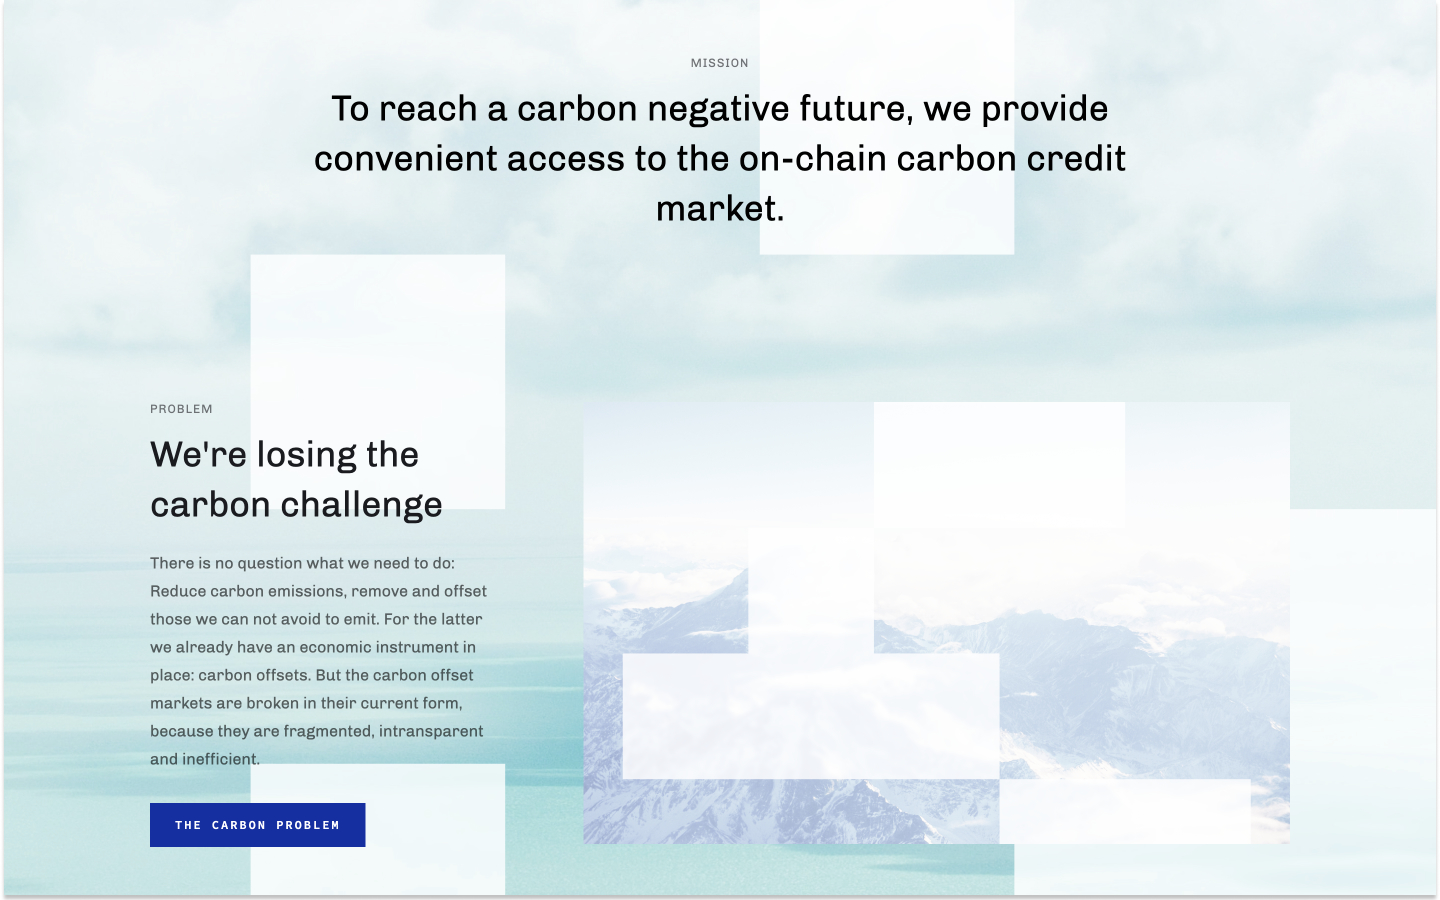 MISSION
To reach a carbon negative future, we provide
convenient access to the on-chain carbon credit
market.
PROBLEM
We're losing the
carbon challenge
There is no question what we need to do:
Reduce carbon emissions, remove and offset
those we can not avoid to emit. For the latter
we already have an economic instrument in
place: carbon offsets. But the carbon offset
markets are broken in their current form,
because they are fragmented, intransparent
and inefficient.
THE CARBON PROBLEM